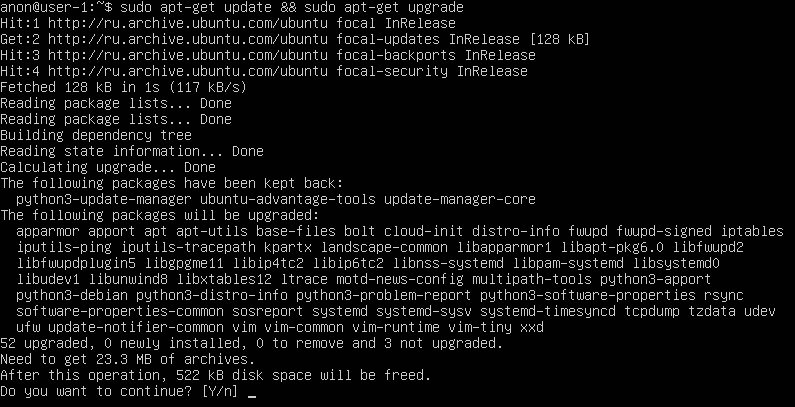 anon@user-1:~$ sudo apt-get update && sudo apt-get upgrade
Hit:1 http://ru.archive.ubuntu.com/ubuntu focal InRelease
Get:2 http://ru.archive.ubuntu.com/ubuntu focal-updates InRelease [128 kB]
Hit:3 http://ru.archive.ubuntu.com/ubuntu focal-backports InRelease
Hit:4 http://ru.archive.ubuntu.com/ubuntu focal-security InRelease
Fetched 128 kB in 1s (117 kB/s)
Reading package lists... Done
Reading package lists... Done
Building dependency tree
Reading state information... Done
Calculating upgrade... Done
The following packages have been kept back:
  python3-update-manager ubuntu-advantage-tools update-manager-core
The following packages will be upgraded:
  apparmor apport apt apt-utils base-files bolt cloud-init distro-info fwupd fwupd-signed iptables
  iputils-ping iputils-tracepath kpartx landscape-common libapparmor1 libapt-pkg6.0 libfwupd2
  libfwupdplugin5 libgpgme11 libip4tc2 libip6tc2 libnss-systemd libpam-systemd libsystemd0
  libudev1 libunwind8 libxtables12 ltrace motd-news-config multipath-tools python3-apport
  python3-debian python3-distro-info python3-problem-report python3-software-properties rsync
  software-properties-common sosreport systemd systemd-sysv systemd-timesyncd tcpdump tzdata udev
  ufw update-notifier-common vim vim-common vim-runtime vim-tiny xxd
52 upgraded, 0 newly installed, 0 to remove and 3 not upgraded.
Need to get 23.3 MB of archives.
After this operation, 522 kB disk space will be freed.
Do you want to continue? [Y/n] _